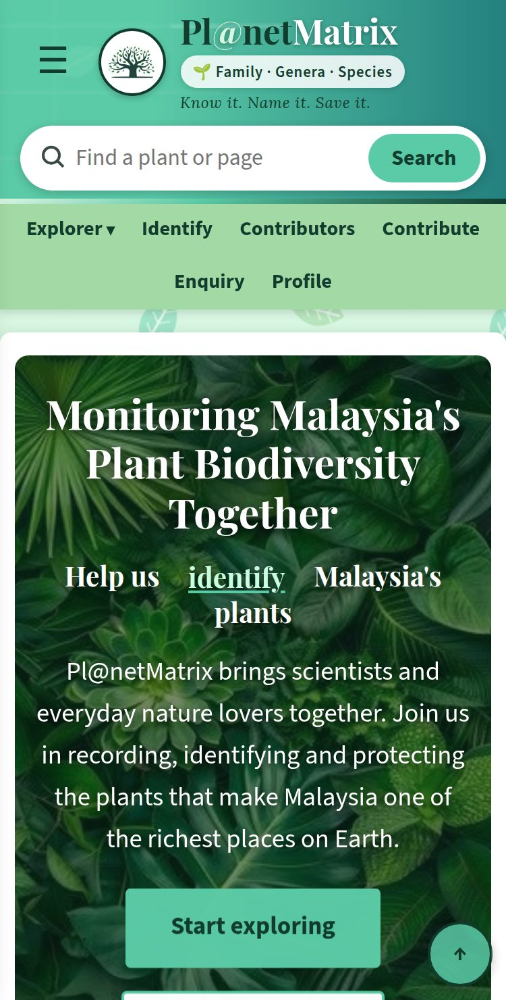 Pl@netMatrix
🌱 Family · Genera · Species
Know it. Name it. Save it.
Find a plant or page
Search
Explorer ▾ Identify Contributors Contribute
Enquiry Profile
Monitoring Malaysia's
Plant Biodiversity
Together
Help us identify Malaysia's
plants
Pl@netMatrix brings scientists and
everyday nature lovers together. Join us
in recording, identifying and protecting
the plants that make Malaysia one of
the richest places on Earth.
Start exploring